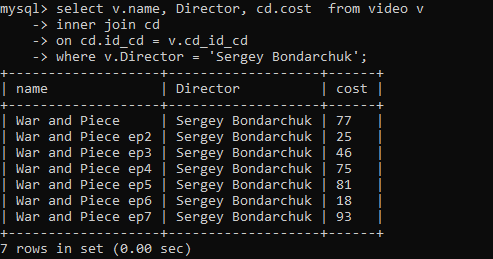 mysql> select v.name, Director, cd.cost  from video v
    -> inner join cd
    -> on cd.id_cd = v.cd_id_cd
    -> where v.Director = 'Sergey Bondarchuk';
+-------------------+-------------------+------+
| name              | Director          | cost |
+-------------------+-------------------+------+
| War and Piece     | Sergey Bondarchuk | 77   |
| War and Piece ep2 | Sergey Bondarchuk | 25   |
| War and Piece ep3 | Sergey Bondarchuk | 46   |
| War and Piece ep4 | Sergey Bondarchuk | 75   |
| War and Piece ep5 | Sergey Bondarchuk | 81   |
| War and Piece ep6 | Sergey Bondarchuk | 18   |
| War and Piece ep7 | Sergey Bondarchuk | 93   |
+-------------------+-------------------+------+
7 rows in set (0.00 sec)